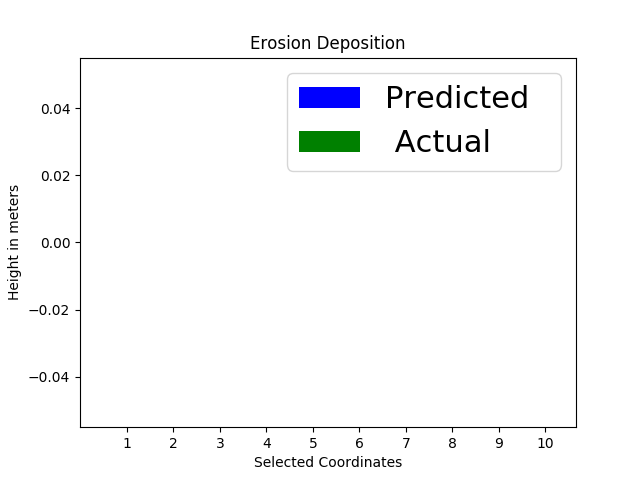 Erosion Deposition
Predicted
Actual
0.04
0.02
0.00
−0.02
−0.04
Height in meters
1 2 3 4 5 6 7 8 9 10
Selected Coordinates